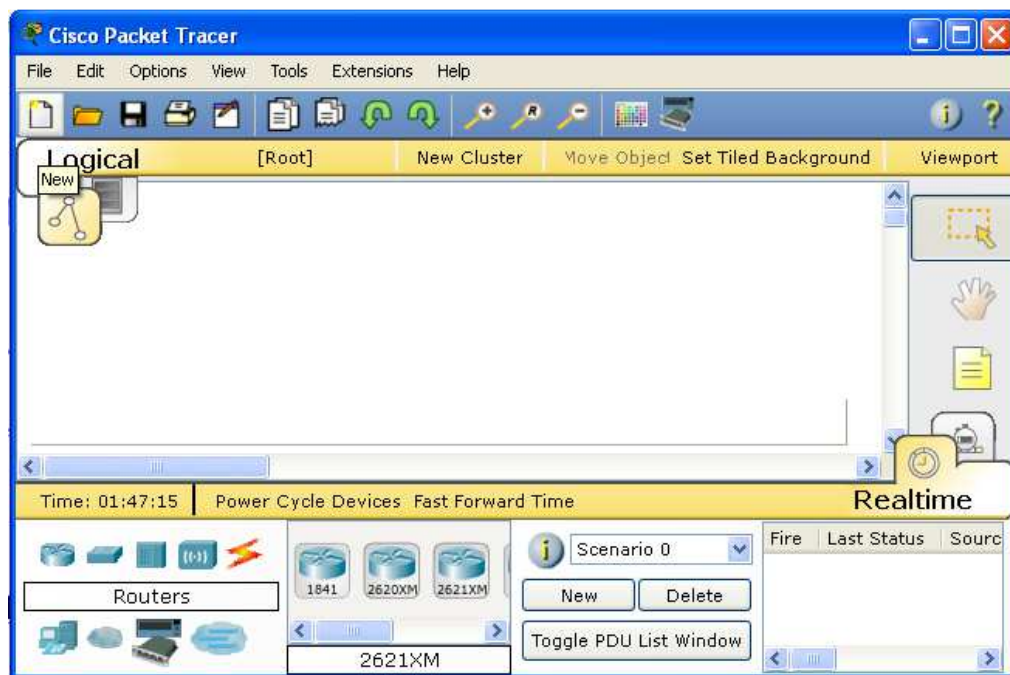 Cisco Packet Tracer
File Edit Options View Tools Extensions Help
Logical [Root] New Cluster Move Object Set Tiled Background Viewport
New
Time: 01:47:15 Power Cycle Devices Fast Forward Time Realtime
Routers
1841 2620XM 2621XM
2621XM
Scenario 0
New Delete
Toggle PDU List Window
Fire Last Status Sourc